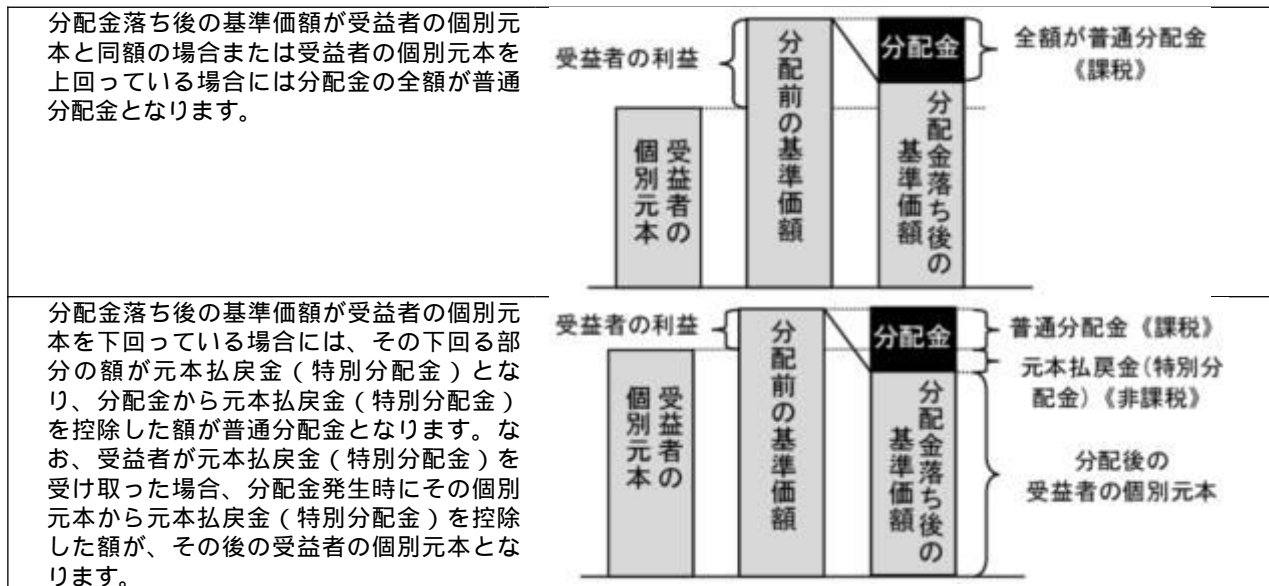 分配金落ち後の基準価額が受益者の個別元
本と同額の場合または受益者の個別元本を
上回っている場合には分配金の全額が普通
分配金となります。
受益者の利益
受益者の
個別元本
分配前の基準価額
分配金
分配金落ち後の
基準価額
全額が普通分配金
《課税》
分配金落ち後の基準価額が受益者の個別元
本を下回っている場合には、その下回る部
分の額が元本払戻金（特別分配金）とな
り、分配金から元本払戻金（特別分配金）
を控除した額が普通分配金となります。な
お、受益者が元本払戻金（特別分配金）を
受け取った場合、分配金発生時にその個別
元本から元本払戻金（特別分配金）を控除
した額が、その後の受益者の個別元本とな
ります。
受益者の利益
受益者の
個別元本
分配前の基準価額
分配金
分配金落ち後の
基準価額
普通分配金《課税》
元本払戻金(特別分
配金)《非課税》
分配後の
受益者の個別元本